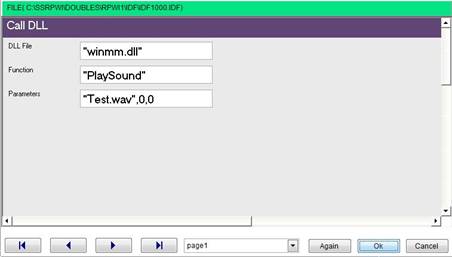 FILE( C:\SSRPWI\DOUBLES\RPWI1\IDF\IDF1000.IDF)
Call DLL
DLL File "winmm.dll"
Function "PlaySound"
Parameters "Test.wav",0,0
page1 Again Ok Cancel